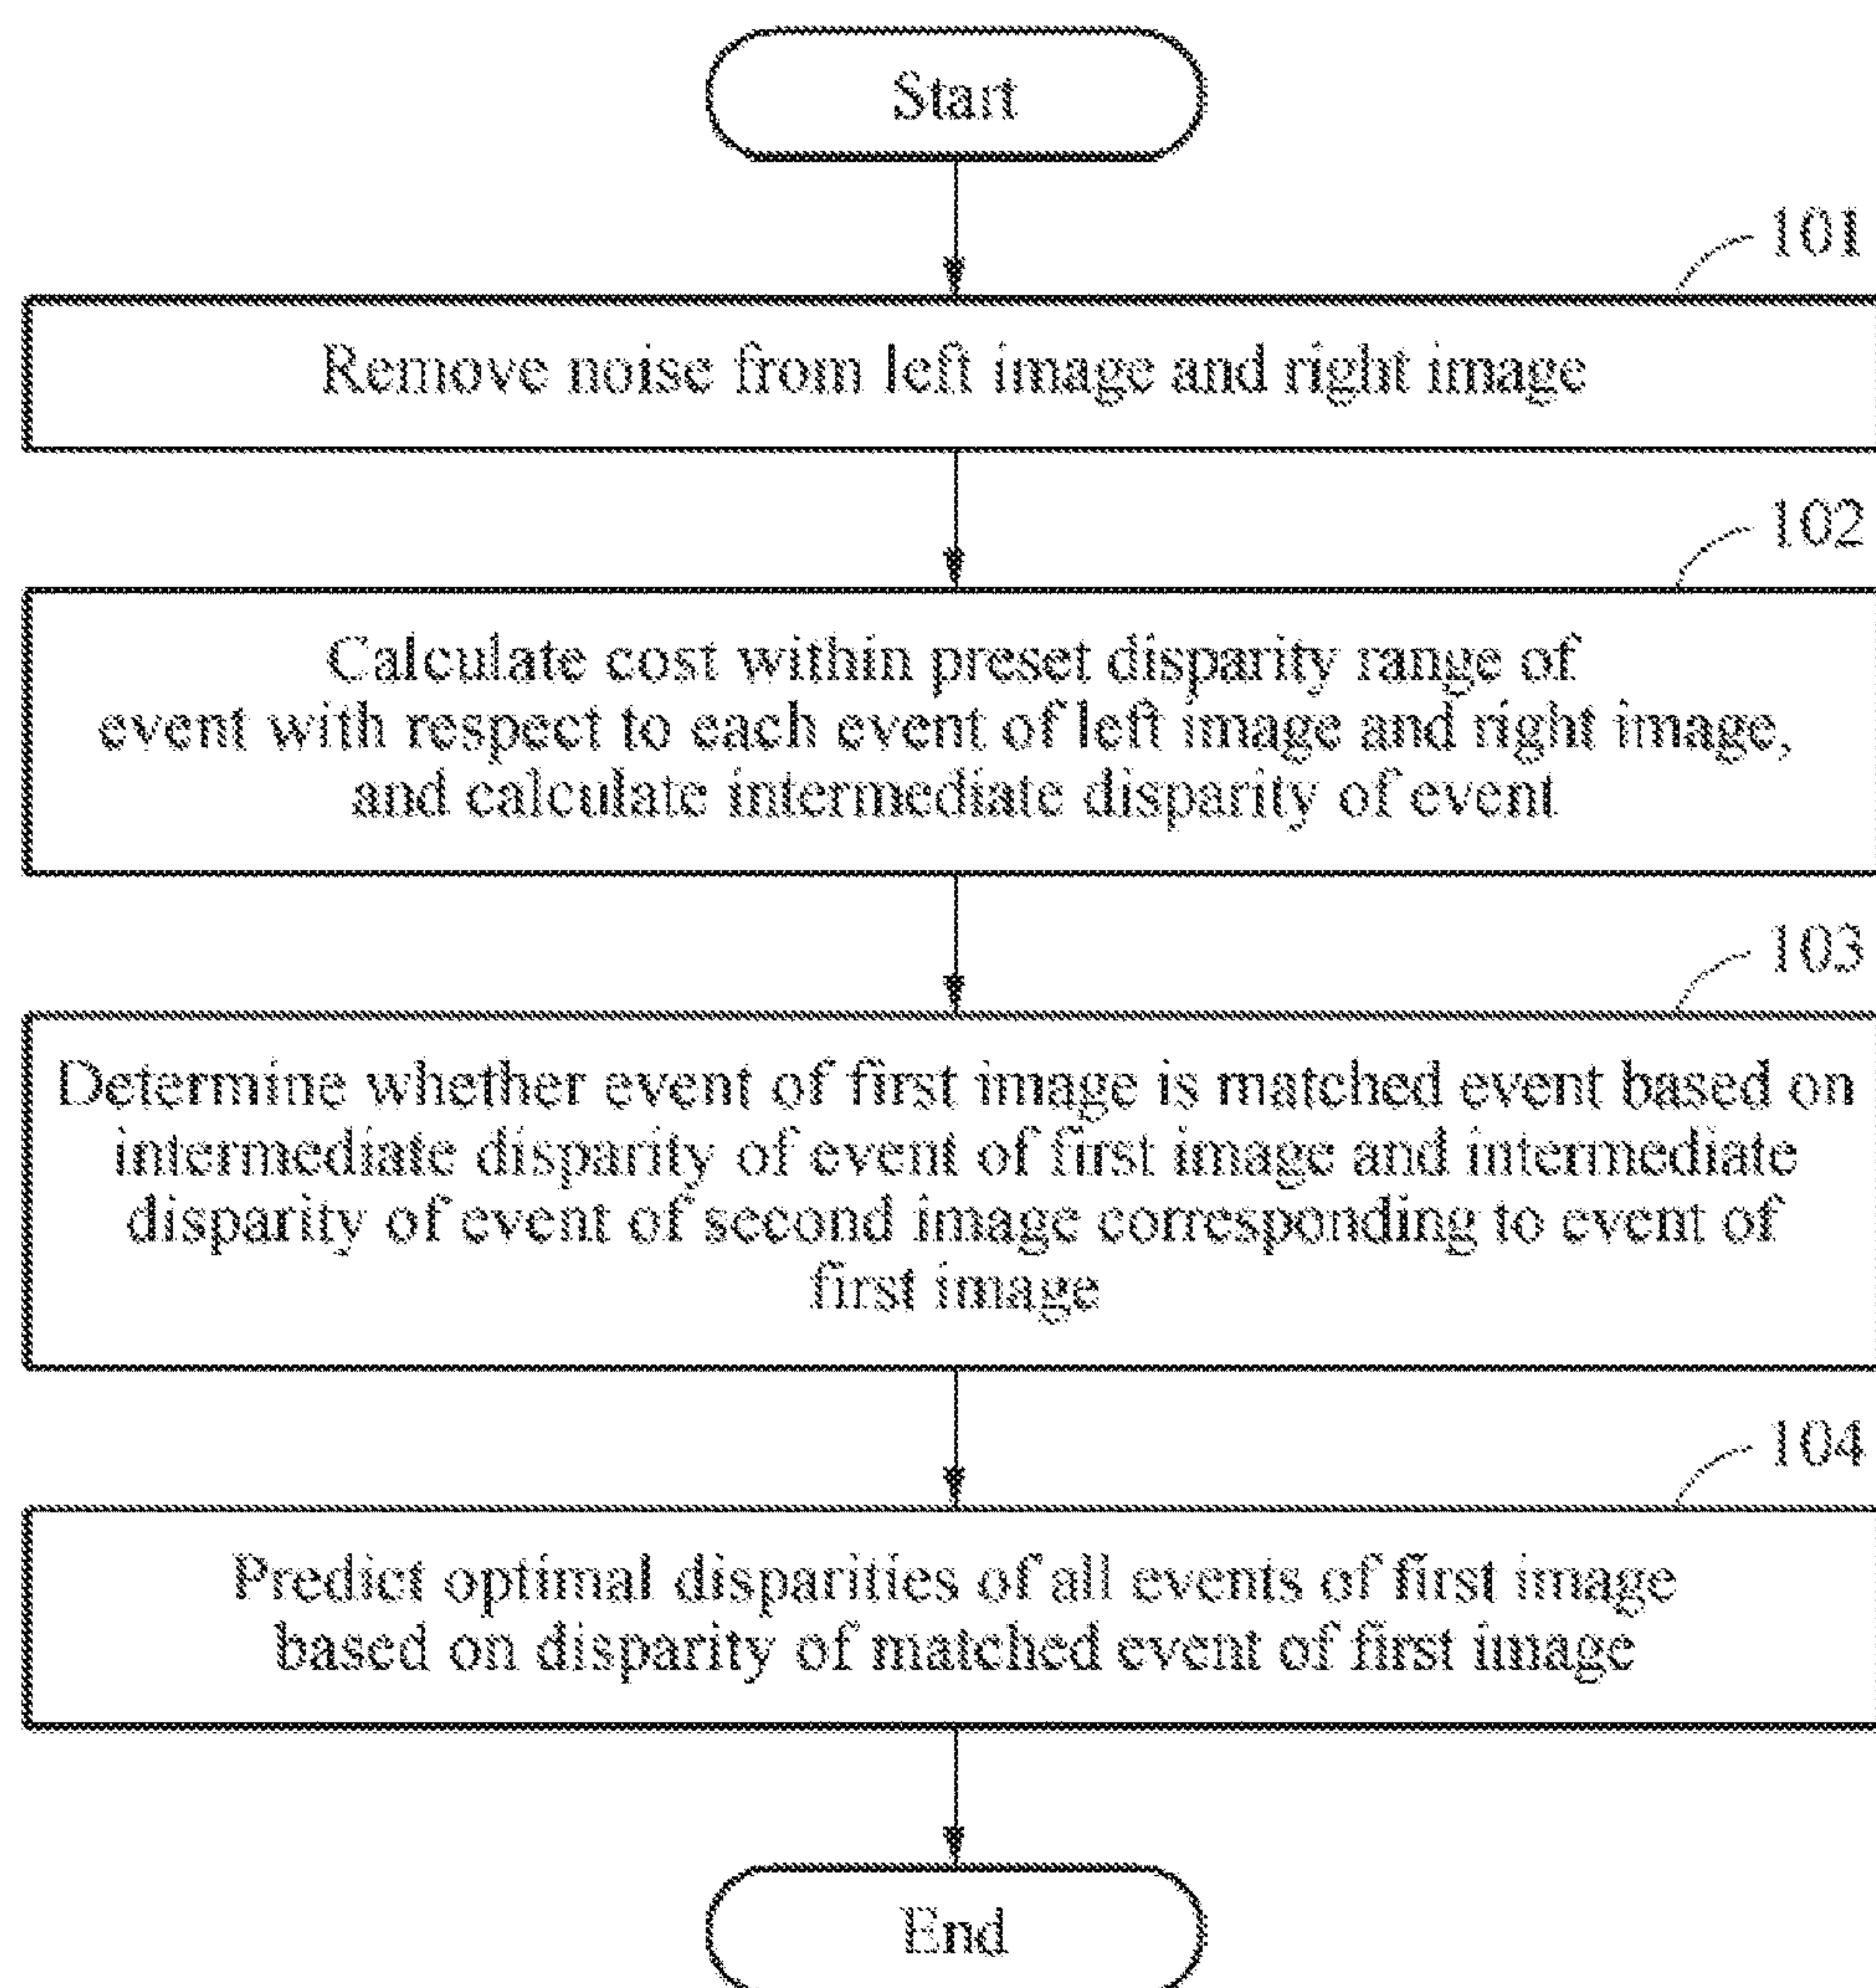 Start
101
Remove noise from left image and right image
102
Calculate cost within preset disparity range of
event with respect to each event of left image and right image,
and calculate intermediate disparity of event
103
Determine whether event of first image is matched event based on
intermediate disparity of event of first image and intermediate
disparity of event of second image corresponding to event of
first image
104
Predict optimal disparities of all events of first image
based on disparity of matched event of first image
End